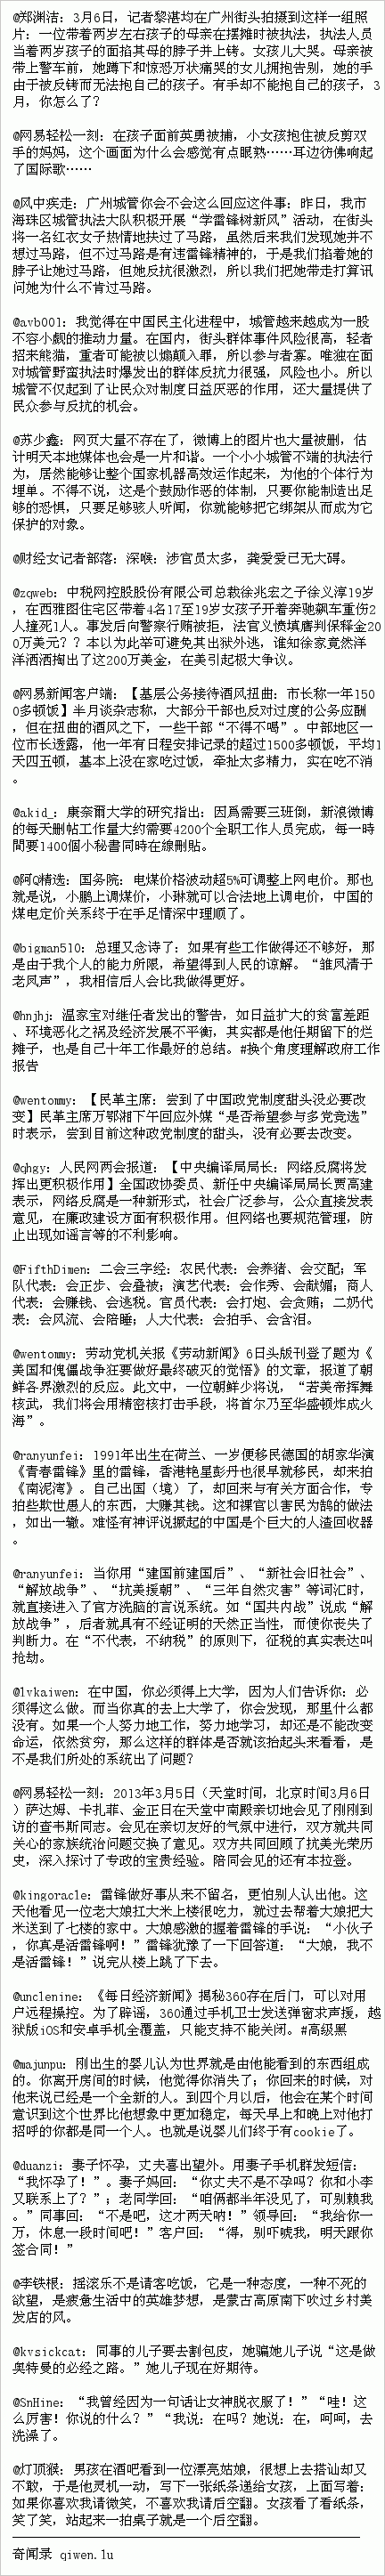 @郑渊洁：3月6日，记者黎湛均在广州街头拍摄到这样一组照
片：一位带着两岁左右孩子的母亲在摆摊时被执法，执法人员
当着两岁孩子的面掐其母的脖子并上铐。女孩儿大哭。母亲被
带上警车前，她蹲下和惊恐万状痛哭的女儿拥抱告别，她的手
由于被反铐而无法抱自己的孩子。有手却不能抱自己的孩子，3
月，你怎么了？
@网易轻松一刻：在孩子面前英勇被捕，小女孩抱住被反剪双
手的妈妈，这个画面为什么会感觉有点眼熟……耳边彷佛响起
了国际歌……
@风中疾走：广州城管你会不会这么回应这件事：昨日，我市
海珠区城管执法大队积极开展“学雷锋树新风”活动，在街头
将一名红衣女子热情地扶过了马路，虽然后来我们发现她并不
想过马路，但不过马路是有违雷锋精神的，于是我们掐着她的
脖子让她过马路，但她反抗很激烈，所以我们把她带走打算讯
问她为什么不肯过马路。
@avb001：我觉得在中国民主化进程中，城管越来越成为一股
不容小觑的推动力量。在国内，街头群体事件风险很高，轻者
招来熊猫，重者可能被以煽颠入罪，所以参与者寡。唯独在面
对城管野蛮执法时爆发出的群体反抗力很强，风险也小。所以
城管不仅起到了让民众对制度日益厌恶的作用，还大量提供了
民众参与反抗的机会。
@苏少鑫：网页大量不存在了，微博上的图片也大量被删，估
计明天本地媒体也会是一片和谐。一个小小城管不端的执法行
为，居然能够让整个国家机器高效运作起来，为他的个体行为
埋单。不得不说，这是个鼓励作恶的体制，只要你能制造出足
够的恐惧，只要足够骇人听闻，你就能够把它绑架从而成为它
保护的对象。
@财经女记者部落：深喉：涉官员太多，龚爱爱已无大碍。
@zqweb：中税网控股股份有限公司总裁徐兆宏之子徐义淳19岁
，在西雅图住宅区带着4名17至19岁女孩子开着奔驰飙车重伤2
人撞死1人。事发后向警察行贿被拒，法官义愤填膺判保释金200
万美元？？本以为此举可避免其出狱外逃，谁知徐家竟然洋
洋洒洒掏出了这200万美金，在美引起极大争议。
@网易新闻客户端：【基层公务接待酒风扭曲：市长称一年150
0多顿饭】半月谈杂志称，大部分干部也反对过度的公务应酬
，但在扭曲的酒风之下，一些干部“不得不喝”。中部地区一
位市长透露，他一年有日程安排记录的超过1500多顿饭，平均1
天四五顿，基本上没在家吃过饭，牵扯太多精力，实在吃不消
。
@akid_：康奈爾大学的研究指出：因爲需要三班倒，新浪微博
的每天删帖工作量大约需要4200个全职工作人员完成，每一時
間要1400個小秘書同時在線刪貼。
@阿Q精选：国务院：电煤价格波动超5%可调整上网电价。那也
就是说，小鹏上调煤价，小琳就可以合法地上调电价，中国的
煤电定价关系终于在手足情深中理顺了。
@bigman510：总理又念诗了：如果有些工作做得还不够好，那
是由于我个人的能力所限，希望得到人民的谅解。“雏凤清于
老凤声”，我相信后人会比我做得更好。
@hnjhj：温家宝对继任者发出的警告，如日益扩大的贫富差距
、环境恶化之祸及经济发展不平衡，其实都是他任期留下的烂
摊子，也是自己十年工作最好的总结。#换个角度理解政府工作
报告
@wentommy：【民革主席：尝到了中国政党制度甜头没必要改
变】民革主席万鄂湘下午回应外媒“是否希望参与多党竞选”
时表示，尝到目前这种政党制度的甜头，没有必要去改变。
@qhgy：人民网两会报道：【中央编译局局长：网络反腐将发
挥出更积极作用】全国政协委员、新任中央编译局局长贾高建
表示，网络反腐是一种新形式，社会广泛参与，公众直接发表
意见，在廉政建设方面有积极作用。但网络也要规范管理，防
止出现如谣言等的不利影响。
@FifthDimen：二会三字经：农民代表：会养猪、会交配；军
队代表：会正步、会叠被；演艺代表：会作秀、会献媚；商人
代表：会赚钱、会逃税。官员代表：会打炮、会贪贿；二奶代
表：会风流、会陪睡；人大代表：会拍手、会含泪。
@wentommy：劳动党机关报《劳动新闻》6日头版刊登了题为《
美国和傀儡战争狂要做好最终破灭的觉悟》的文章，报道了朝
鲜各界激烈的反应。此文中，一位朝鲜少将说，“若美帝挥舞
核武，我们将会用精密核打击手段，将首尔乃至华盛顿炸成火
海”。
@ranyunfei：1991年出生在荷兰、一岁便移民德国的胡家华演
《青春雷锋》里的雷锋，香港艳星彭丹也很早就移民，却来拍
《南泥湾》。自己出国（境）了，却回来与有关方面合作，专
拍些欺世愚人的东西，大赚其钱。这和裸官以害民为鹄的做法
，如出一辙。难怪有神评说撅起的中国是个巨大的人渣回收器
。
@ranyunfei：当你用“建国前建国后”、“新社会旧社会”、
“解放战争”、“抗美援朝”、“三年自然灾害”等词汇时，
就直接进入了官方洗脑的言说系统。如“国共内战”说成“解
放战争”，后者就具有不经证明的天然正当性，而使你丧失了
判断力。在“不代表，不纳税”的原则下，征税的真实表达叫
抢劫。
@lvkaiwen：在中国，你必须得上大学，因为人们告诉你：必
须得这么做。而当你真的去上大学了，你会发现，那里什么都
没有。如果一个人努力地工作，努力地学习，却还是不能改变
命运，依然贫穷，那么这样的群体是否就该抬起头来看看，是
不是我们所处的系统出了问题？
@网易轻松一刻：2013年3月5日（天堂时间，北京时间3月6日
）萨达姆、卡扎菲、金正日在天堂中南殿亲切地会见了刚刚到
访的查韦斯同志。会见在亲切友好的气氛中进行，双方就共同
关心的家族统治问题交换了意见。双方共同回顾了抗美光荣历
史，深入探讨了专政的宝贵经验。陪同会见的还有本拉登。
@kingoracle：雷锋做好事从来不留名，更怕别人认出他。这
天他看见一位老大娘扛大米上楼很吃力，就过去帮着大娘把大
米送到了七楼的家中。大娘感激的握着雷锋的手说：“小伙子
，你真是活雷锋啊！”雷锋犹豫了一下回答道：“大娘，我不
是活雷锋！”说完从楼上跳了下去。
@unclenine：《每日经济新闻》揭秘360存在后门，可以对用
户远程操控。为了辟谣，360通过手机卫士发送弹窗求声援，越
狱版iOS和安卓手机全覆盖，只能支持不能关闭。#高级黑
@majunpu：刚出生的婴儿认为世界就是由他能看到的东西组成
的。你离开房间的时候，他觉得你消失了；你回来的时候，对
他来说已经是一个全新的人。到四个月以后，他会在某个时间
意识到这个世界比他想象中更加稳定，每天早上和晚上对他打
招呼的你都是同一个人。也就是说婴儿们终于有cookie了。
@duanzi：妻子怀孕，丈夫喜出望外。用妻子手机群发短信：
“我怀孕了！”。妻子妈回：“你丈夫不是不孕吗？你和小李
又联系上了？”；老同学回：“咱俩都半年没见了，可别赖我
。”同事回：“不是吧，这才两天呐！”领导回：“我给你一
万，休息一段时间吧！”客户回：“得，别吓唬我，明天跟你
签合同！”
@李铁根：摇滚乐不是请客吃饭，它是一种态度，一种不死的
欲望，是疲惫生活中的英雄梦想，是蒙古高原南下吹过乡村美
发店的风。
@kvsickcat：同事的儿子要去割包皮，她骗她儿子说“这是做
奥特曼的必经之路。”她儿子现在好期待。
@SnHine：“我曾经因为一句话让女神脱衣服了！”“哇！这
么厉害！你说的什么？”“我说：在吗？她说：在，呵呵，去
洗澡了。
@灯顶猴：男孩在酒吧看到一位漂亮姑娘，很想上去搭讪却又
不敢，于是他灵机一动，写下一张纸条递给女孩，上面写着：
如果你喜欢我请微笑，不喜欢我请后空翻。女孩看了看纸条，
笑了笑，站起来一拍桌子就是一个后空翻。
奇闻录 qiwen.lu